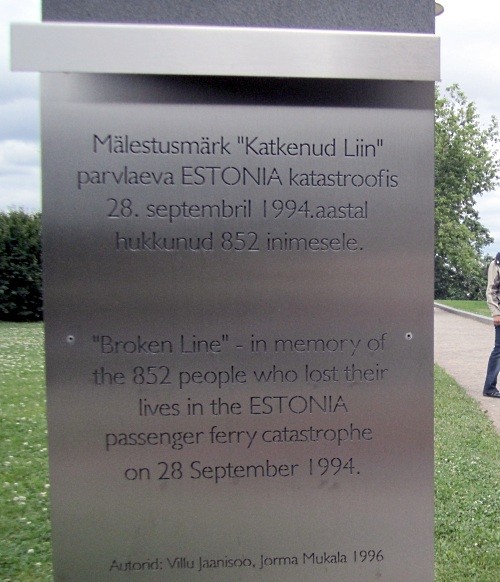 Mälestusmärk "Katkenud Liin"
parvlaeva ESTONIA katastroofis
28. septembril 1994.aastal
hukkunud 852 inimesele.
"Broken Line" - in memory of
the 852 people who lost their
lives in the ESTONIA
passenger ferry catastrophe
on 28 September 1994.
Autorid: Villu Jaanisoo, Jorma Mukala 1996